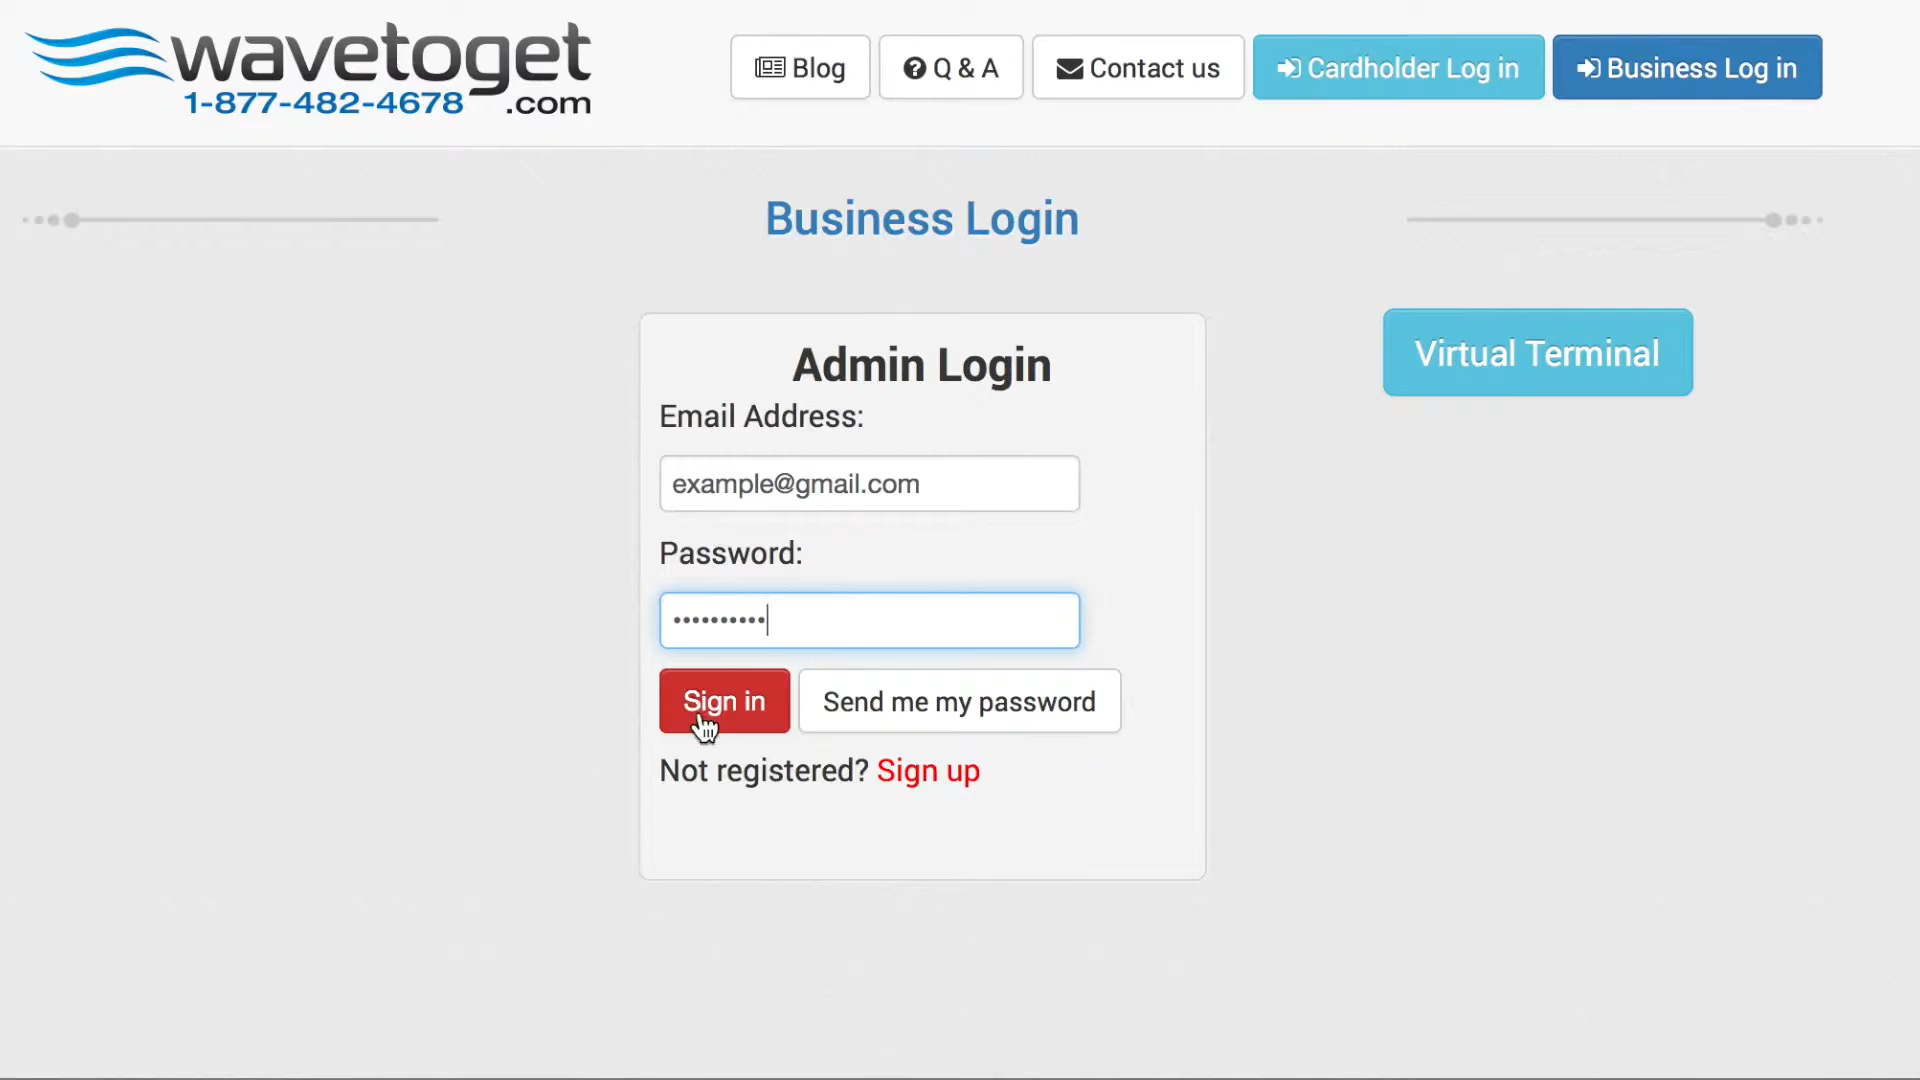 wavetoget
1-877-482-4678 .com
Blog
Q & A
Contact us
Cardholder Log in
Business Log in
Business Login
Admin Login
Virtual Terminal
Email Address:
example@gmail.com
Password:
••••••••••
Sign in
Send me my password
Not registered? Sign up